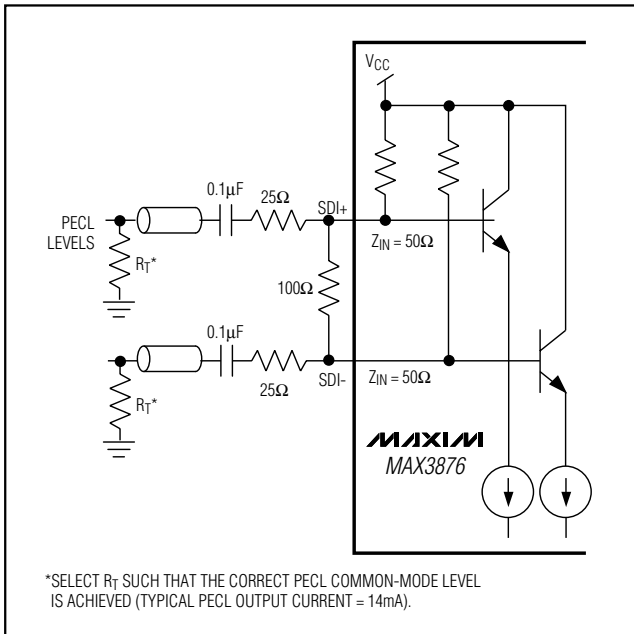 VCC
0.1μF
25Ω
SDI+
PECL
LEVELS
ZIN = 50Ω
RT*
100Ω
0.1μF
25Ω
SDI-
ZIN = 50Ω
RT*
MAXIM
MAX3876
*SELECT RT SUCH THAT THE CORRECT PECL COMMON-MODE LEVEL
IS ACHIEVED (TYPICAL PECL OUTPUT CURRENT = 14mA).